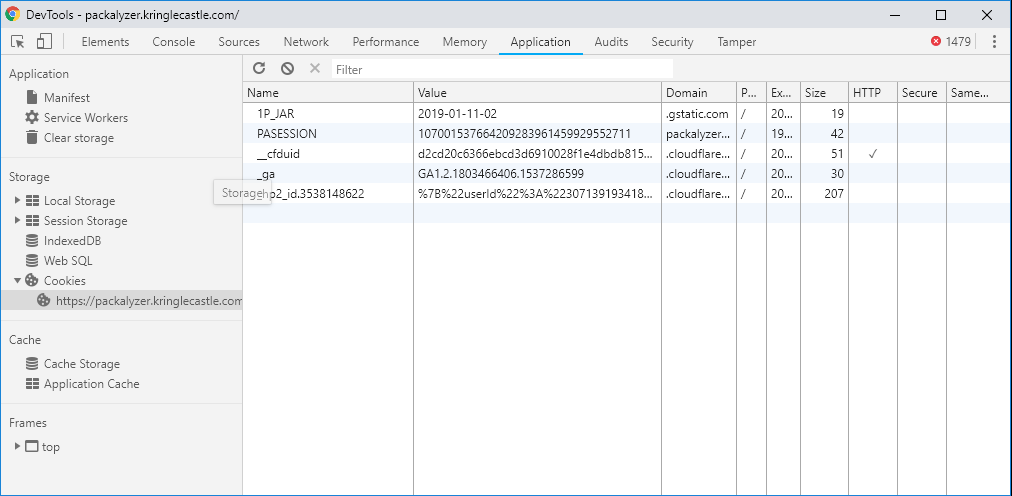 DevTools - packalyzer.kringlecastle.com/
Elements Console Sources Network Performance Memory Application Audits Security Tamper 1479
Application
Manifest
Service Workers
Clear storage
Storage
Local Storage
Session Storage
IndexedDB
Web SQL
Cookies
https://packalyzer.kringlecastle.com
Cache
Cache Storage
Application Cache
Frames
top
Storage
Filter
Name Value Domain P... Ex... Size HTTP Secure Same...
1P_JAR 2019-01-11-02 .gstatic.com / 20... 19
PASESSION 107001537664209283961459929552711 packalyzer... / 19... 42
__cfduid d2cd20c6366ebcd3d6910028f1e4dbdb815... .cloudflare... / 20... 51 ✓
_ga GA1.2.1803466406.1537286599 .cloudflare... / 20... 30
p2_id.3538148622 %7B%22userId%22%3A%22307139193418... .cloudflare... / 20... 207